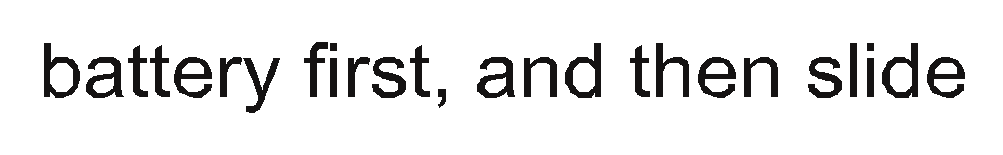 battery first, and then slide